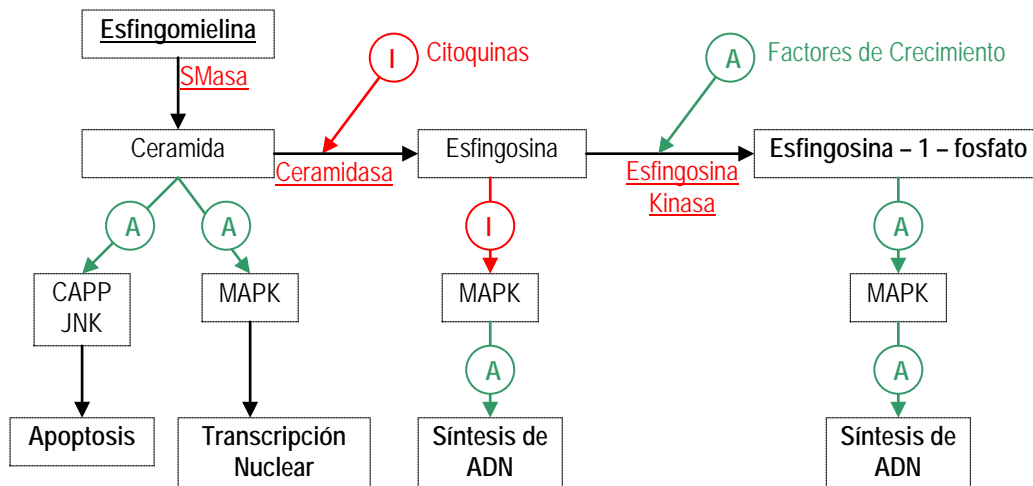 Esfingomielina
I
Citoquinas
A
Factores de Crecimiento
SMasa
Ceramida
Esfingosina
Esfingosina – 1 – fosfato
Ceramidasa
Esfingosina
Kinasa
A
A
I
A
CAPP
JNK
MAPK
MAPK
MAPK
A
A
Apoptosis
Transcripción
Nuclear
Síntesis de
ADN
Síntesis de
ADN